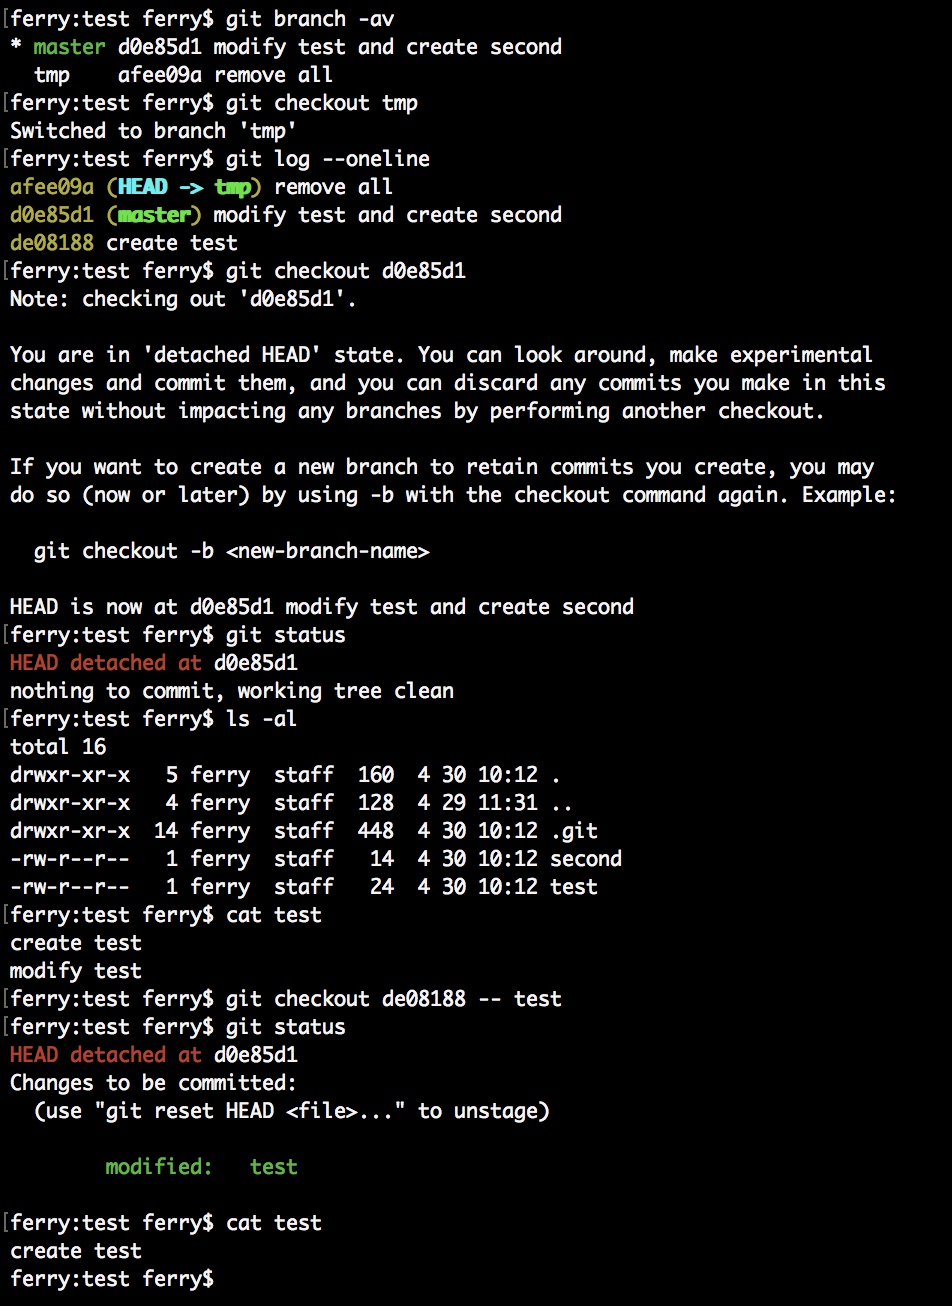 [ferry:test ferry$ git branch -av
* master d0e85d1 modify test and create second
  tmp    afee09a remove all
[ferry:test ferry$ git checkout tmp
Switched to branch 'tmp'
[ferry:test ferry$ git log --oneline
afee09a (HEAD -> tmp) remove all
d0e85d1 (master) modify test and create second
de08188 create test
[ferry:test ferry$ git checkout d0e85d1
Note: checking out 'd0e85d1'.

You are in 'detached HEAD' state. You can look around, make experimental
changes and commit them, and you can discard any commits you make in this
state without impacting any branches by performing another checkout.

If you want to create a new branch to retain commits you create, you may
do so (now or later) by using -b with the checkout command again. Example:

  git checkout -b <new-branch-name>

HEAD is now at d0e85d1 modify test and create second
[ferry:test ferry$ git status
HEAD detached at d0e85d1
nothing to commit, working tree clean
[ferry:test ferry$ ls -al
total 16
drwxr-xr-x   5 ferry  staff  160  4 30 10:12 .
drwxr-xr-x   4 ferry  staff  128  4 29 11:31 ..
drwxr-xr-x  14 ferry  staff  448  4 30 10:12 .git
-rw-r--r--   1 ferry  staff   14  4 30 10:12 second
-rw-r--r--   1 ferry  staff   24  4 30 10:12 test
[ferry:test ferry$ cat test
create test
modify test
[ferry:test ferry$ git checkout de08188 -- test
[ferry:test ferry$ git status
HEAD detached at d0e85d1
Changes to be committed:
  (use "git reset HEAD <file>..." to unstage)

        modified:   test

[ferry:test ferry$ cat test
create test
ferry:test ferry$